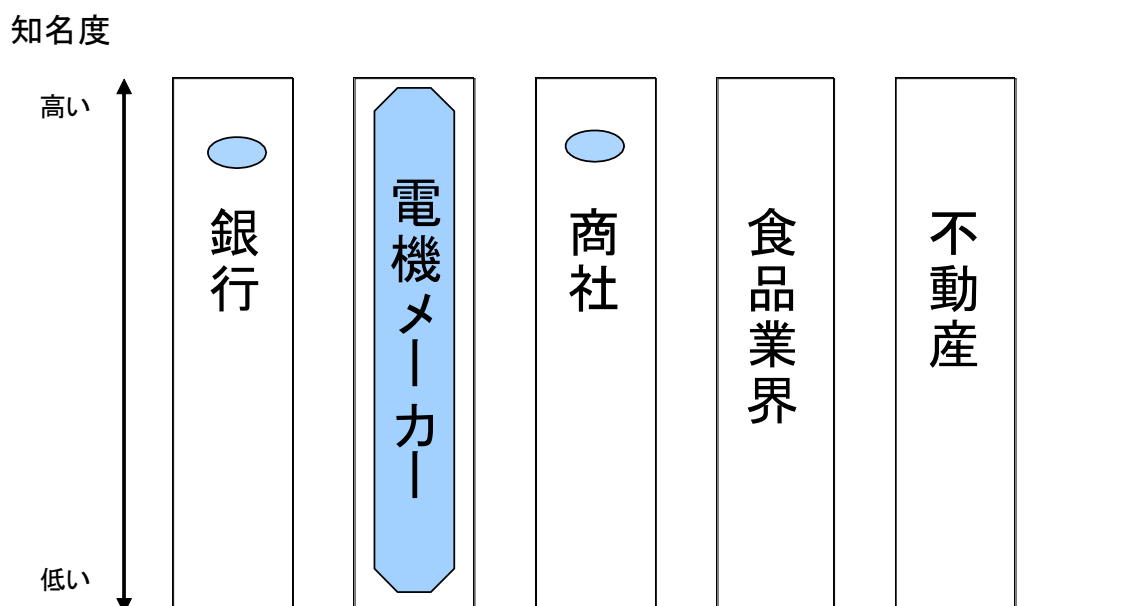 知名度
高い
低い
銀行
電機メーカー
商社
食品業界
不動産